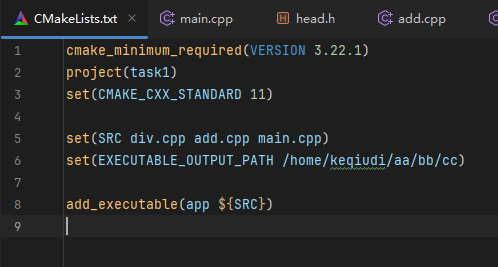 CMakeLists.txt main.cpp head.h add.cpp
1 cmake_minimum_required(VERSION 3.22.1)
2 project(task1)
3 set(CMAKE_CXX_STANDARD 11)
4
5 set(SRC div.cpp add.cpp main.cpp)
6 set(EXECUTABLE_OUTPUT_PATH /home/keqiudi/aa/bb/cc)
7
8 add_executable(app ${SRC})
9